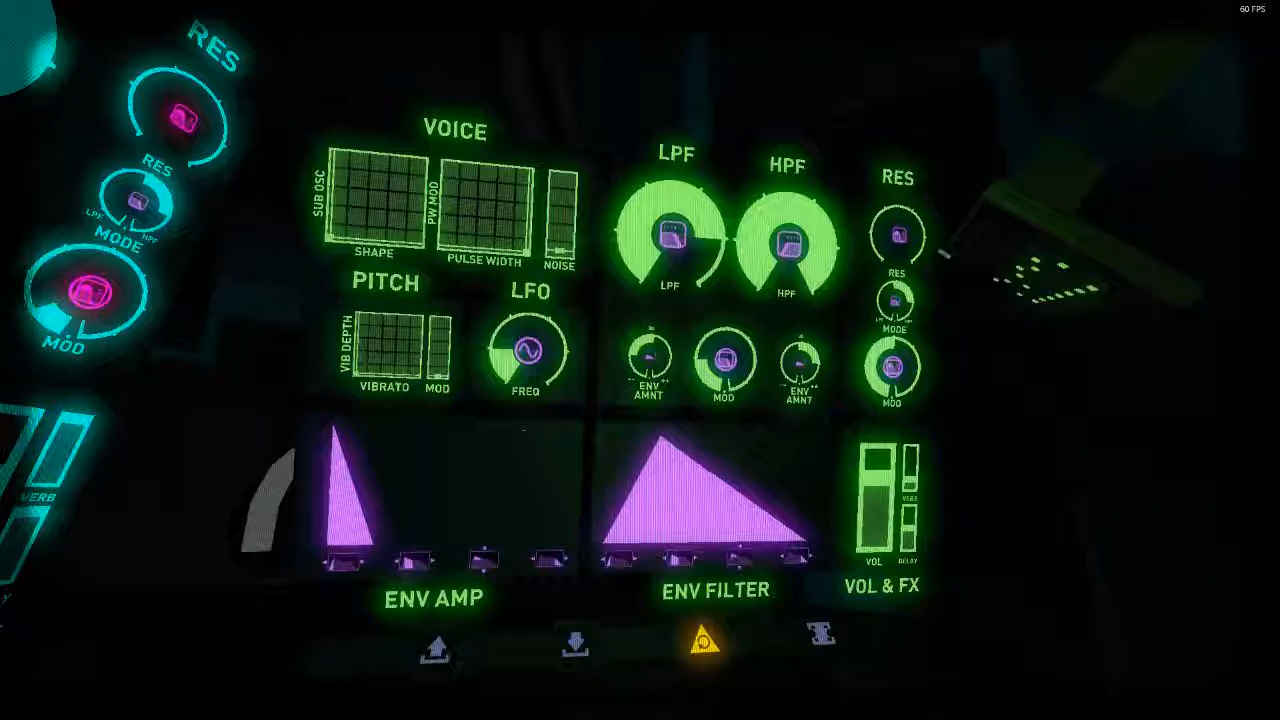 60 FPS
RES
RES
LPF
HPF
MODE
MOD
VERB
VOICE
SUB OSC
SHAPE
PW MOD
PULSE WIDTH
NOISE
PITCH
VIB DEPTH
VIBRATO
MOD
LFO
FREQ
LPF
LPF
HPF
HPF
RES
RES
MODE
MOD
ENV
AMNT
MOD
ENV
AMNT
ENV AMP
ENV FILTER
VOL
VERB
DELAY
VOL & FX